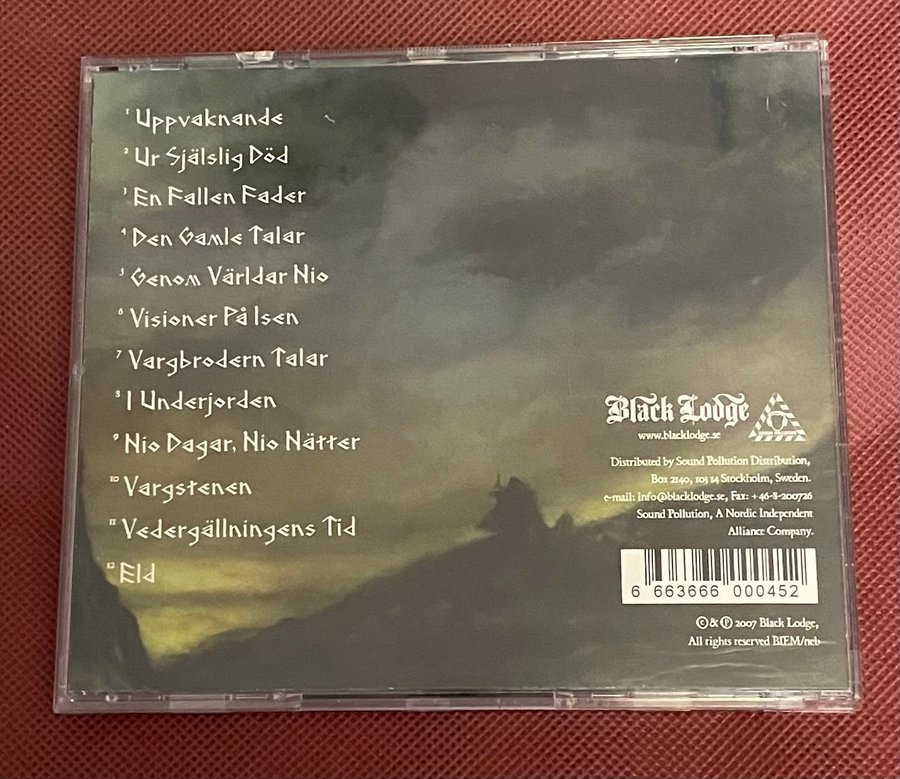 1 Uppvaknande
2 Ur Själslig Död
3 En Fallen Fader
4 Den Gamle Talar
5 Genom Världar Nio
6 Visioner På Isen
7 Vargbrodern Talar
8 I Underjorden
9 Nio Dagar, Nio Nätter
10 Vargstenen
11 Vedergällningens Tid
12 Eld
Black Lodge
www.blacklodge.se
Distributed by Sound Pollution Distribution,
Box 2140, 103 14 Stockholm, Sweden.
e-mail: info@blacklodge.se, Fax: +46-8-200726
Sound Pollution, A Nordic Independent
Alliance Company.
6 663666 000452
© & ℗ 2007 Black Lodge,
All rights reserved BIEM/ncb